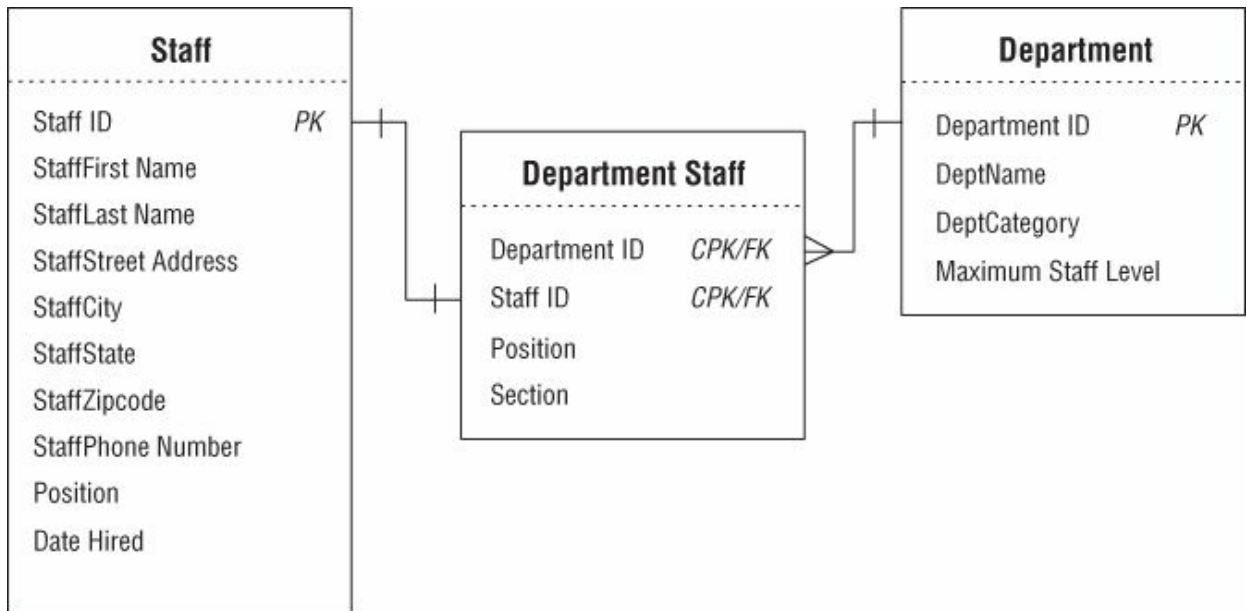 Staff
Staff ID PK
StaffFirst Name
StaffLast Name
StaffStreet Address
StaffCity
StaffState
StaffZipcode
StaffPhone Number
Position
Date Hired
Department Staff
Department ID CPK/FK
Staff ID CPK/FK
Position
Section
Department
Department ID PK
DeptName
DeptCategory
Maximum Staff Level